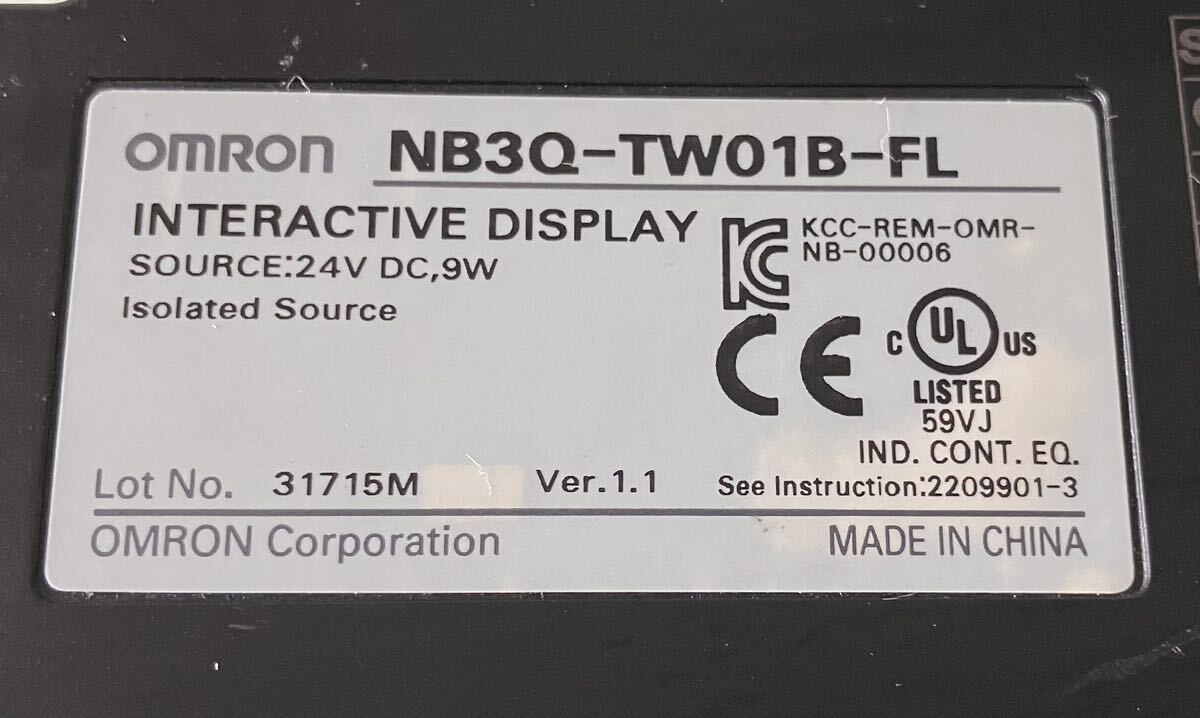 OMRON NB3Q-TW01B-FL
INTERACTIVE DISPLAY
SOURCE:24V DC,9W
Isolated Source
KCC-REM-OMR-
NB-00006
CE
C UL US
LISTED
59VJ
IND. CONT. EQ.
Lot No. 31715M Ver.1.1 See Instruction:2209901-3
OMRON Corporation MADE IN CHINA